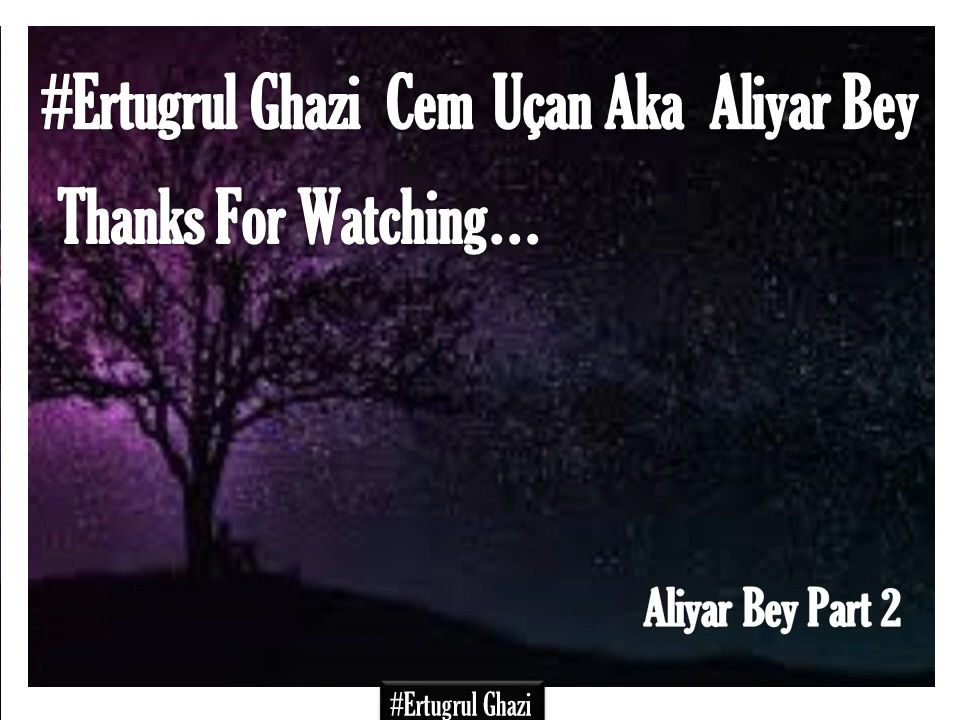 #Ertugrul Ghazi Cem Uçan Aka Aliyar Bey
Thanks For Watching...
Aliyar Bey Part 2
#Ertugrul Ghazi